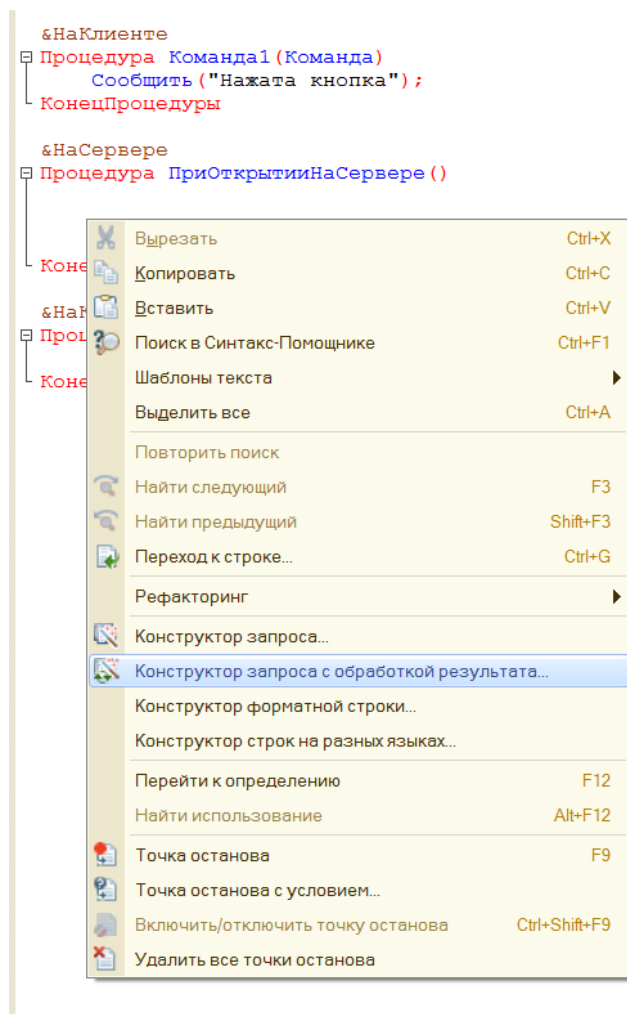 &НаКлиенте
Процедура Команда1(Команда)
Сообщить("Нажата кнопка");
КонецПроцедуры
&НаСервере
Процедура ПриОткрытииНаСервере()
Вырезать Ctrl+X
Коне
Копировать Ctrl+C
&На
Вставить Ctrl+V
Проц
Поиск в Синтакс-Помощнике Ctrl+F1
Коне
Шаблоны текста
Выделить все Ctrl+A
Повторить поиск
Найти следующий F3
Найти предыдущий Shift+F3
Переход к строке... Ctrl+G
Рефакторинг
Конструктор запроса...
Конструктор запроса с обработкой результата...
Конструктор форматной строки...
Конструктор строк на разных языках...
Перейти к определению F12
Найти использование Alt+F12
Точка останова F9
Точка останова с условием...
Включить/отключить точку останова Ctrl+Shift+F9
Удалить все точки останова